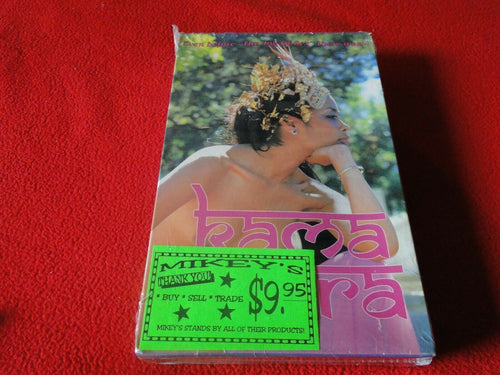 Kama
ra
MIKEY'S
THANK YOU!
* BUY * SELL * TRADE
$9.95
MIKEY'S STANDS BY ALL OF THEIR PRODUCTS!